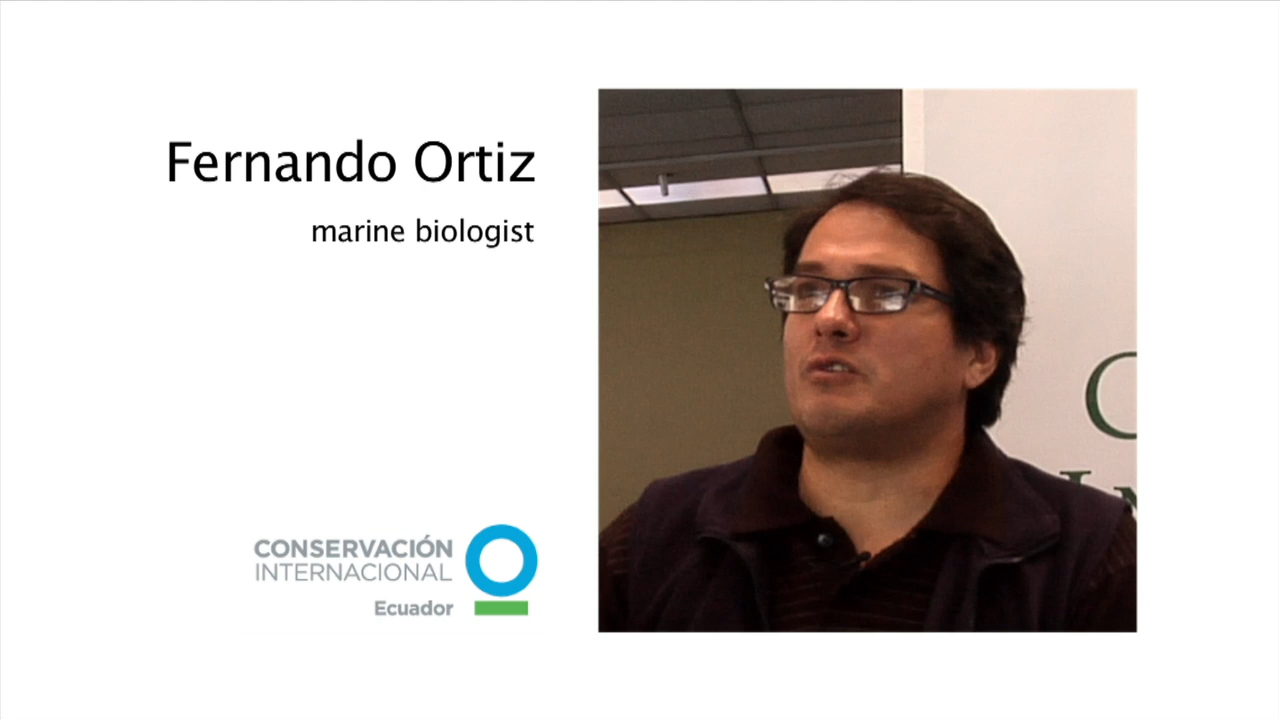 Fernando Ortiz
marine biologist
CONSERVACIÓN
INTERNACIONAL
Ecuador